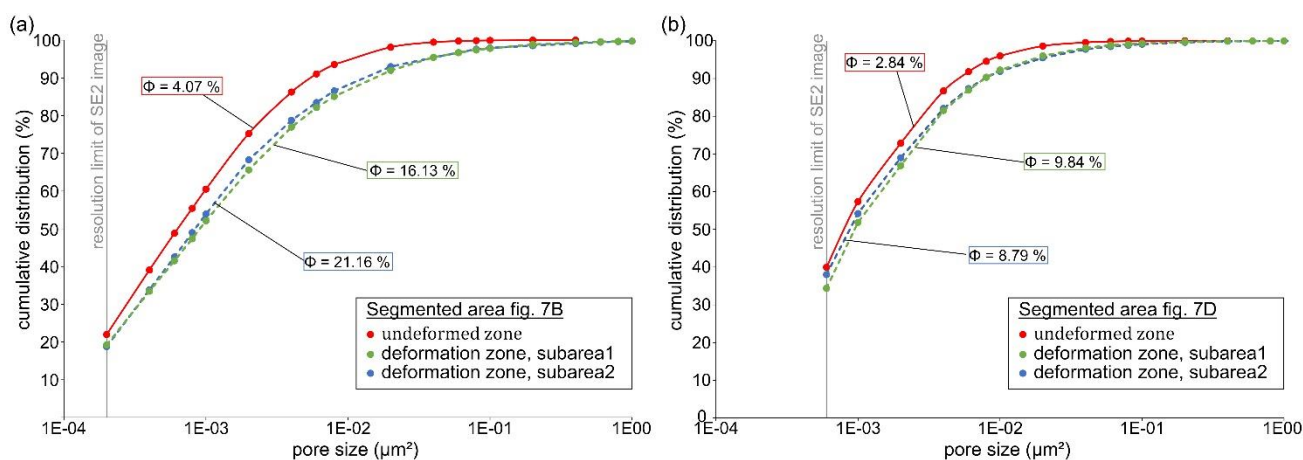 (a)
100
90
80
70
60
50
40
30
20
10
cumulative distribution (%)
resolution limit of SE2 image
Φ = 4.07 %
Φ = 16.13 %
Φ = 21.16 %
Segmented area fig. 7B
undeformed zone
deformation zone, subarea1
deformation zone, subarea2
1E-04
1E-03
1E-02
1E-01
1E00
pore size (µm²)
(b)
100
90
80
70
60
50
40
30
20
10
0
cumulative distribution (%)
resolution limit of SE2 image
Φ = 2.84 %
Φ = 9.84 %
Φ = 8.79 %
Segmented area fig. 7D
undeformed zone
deformation zone, subarea1
deformation zone, subarea2
1E-04
1E-03
1E-02
1E-01
1E00
pore size (µm²)